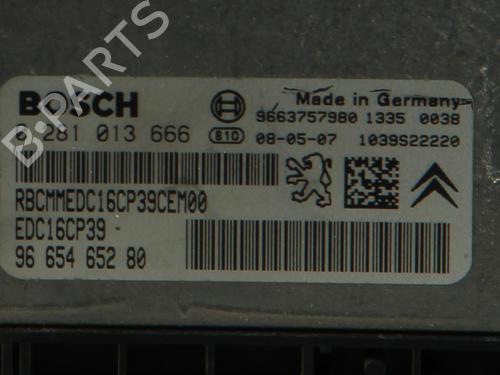 B-PARTS
BOSCH
Made in Germany
9663757980 1335 0038
0 281 013 666
810 08-05-07 1039S22220
RBCMMEDC16CP39CEM00
EDC16CP39
96 654 652 80